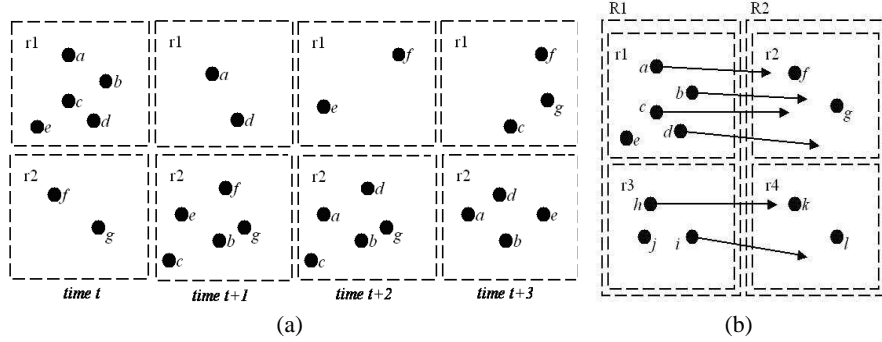 R1 R2
r1 r1 r1 r1 r1 r2
a b c d e
a d
f e
f g c
a b c d e
f g
r2 r2 r2 r2
f g
f e g b c
d a g b c
d a e b
r3 r4
h j i
k l
time t time t+1 time t+2 time t+3
(a) (b)